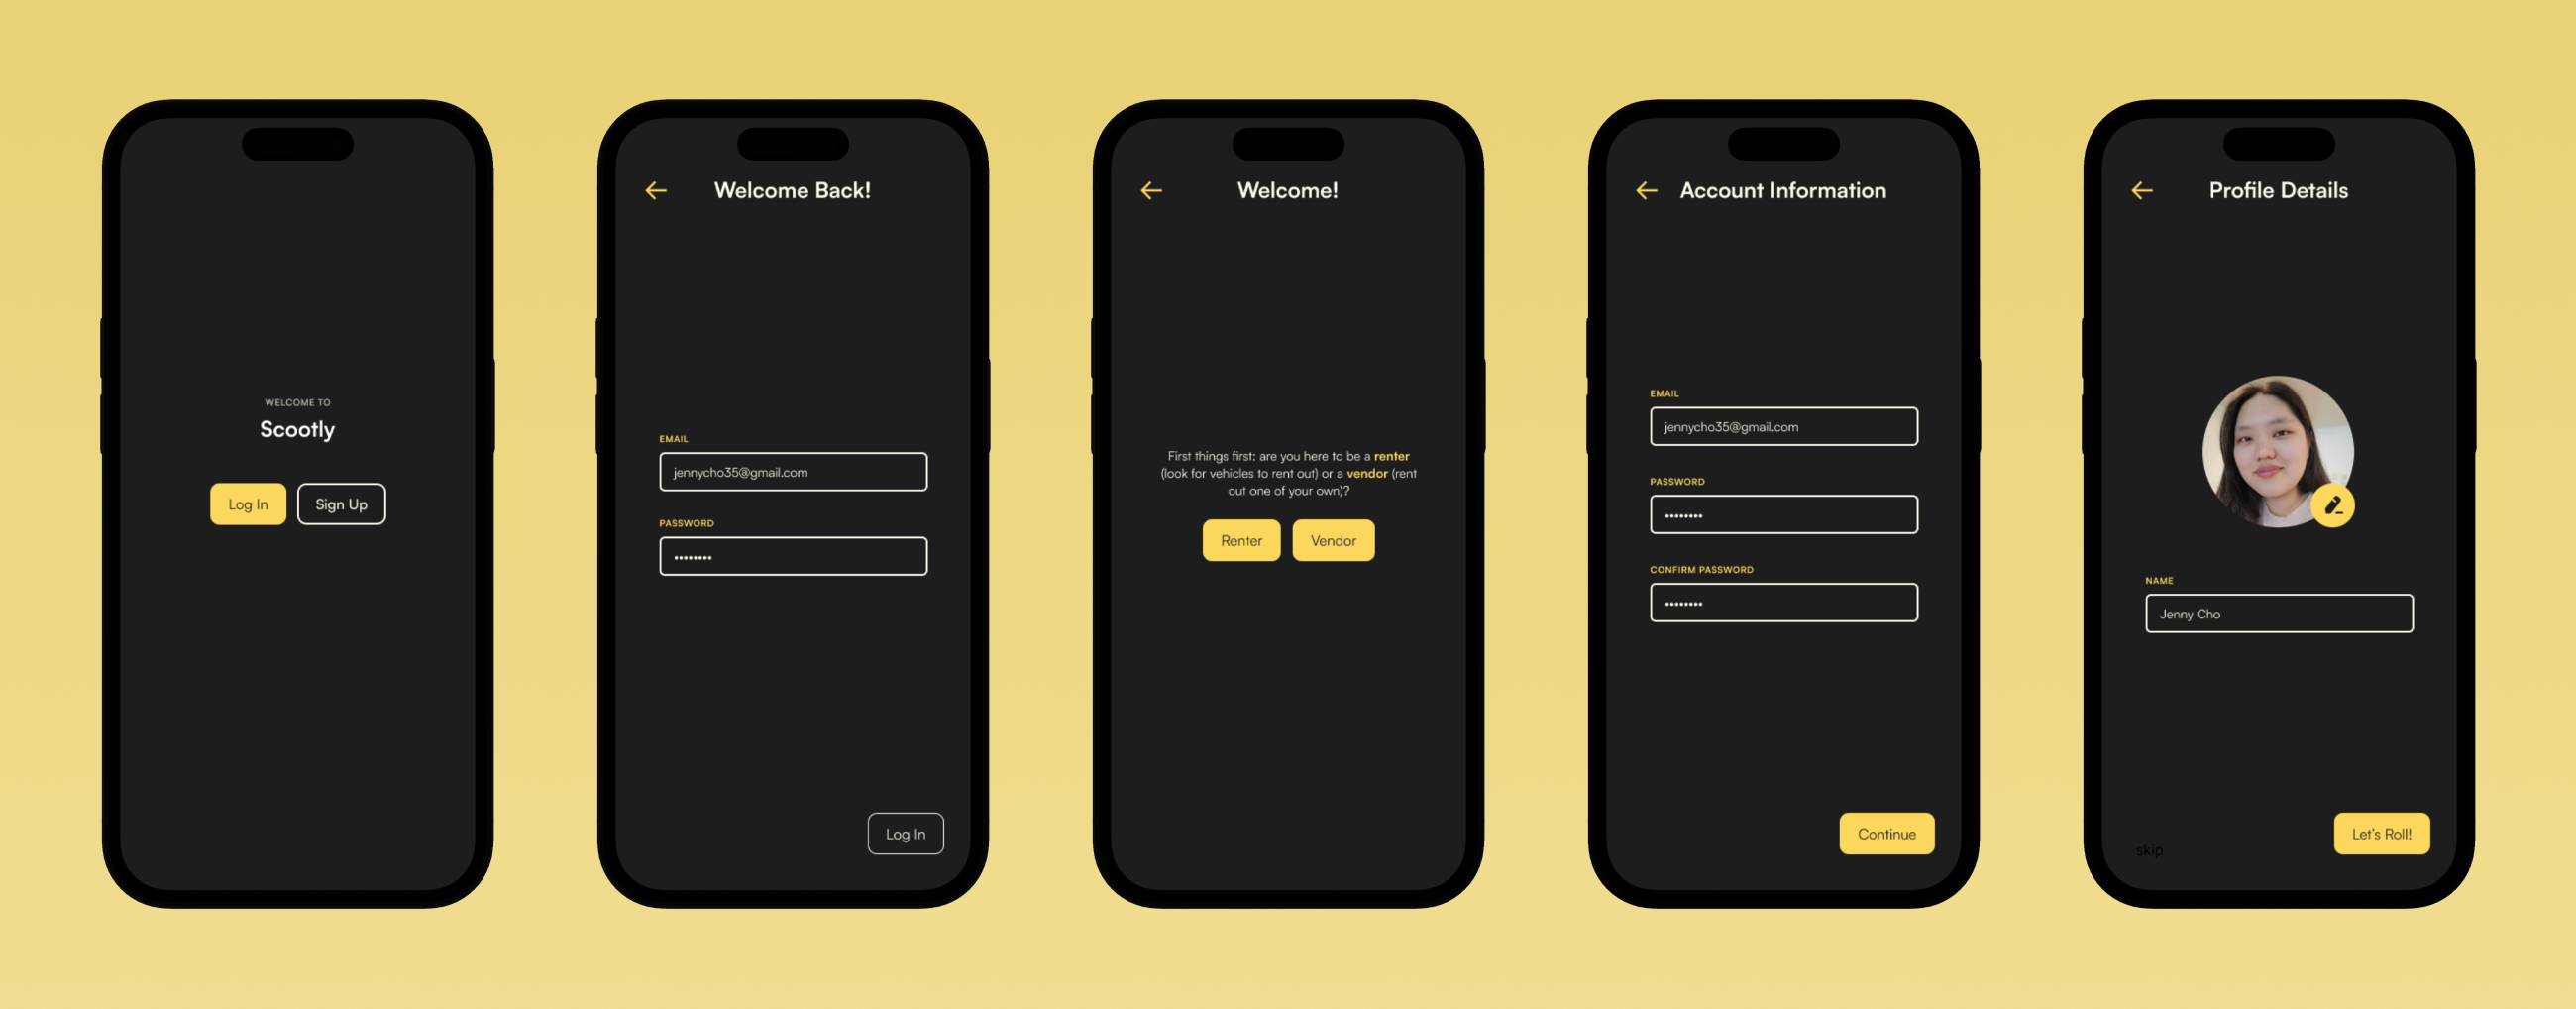 WELCOME TO
Scootly
Log In
Sign Up
Welcome Back!
EMAIL
jennycho35@gmail.com
PASSWORD
••••••••
Log In
Welcome!
First things first: are you here to be a renter
(look for vehicles to rent out) or a vendor (rent
out one of your own)?
Renter
Vendor
Account Information
EMAIL
jennycho35@gmail.com
PASSWORD
••••••••
CONFIRM PASSWORD
••••••••
Continue
Profile Details
NAME
Jenny Cho
skip
Let's Roll!